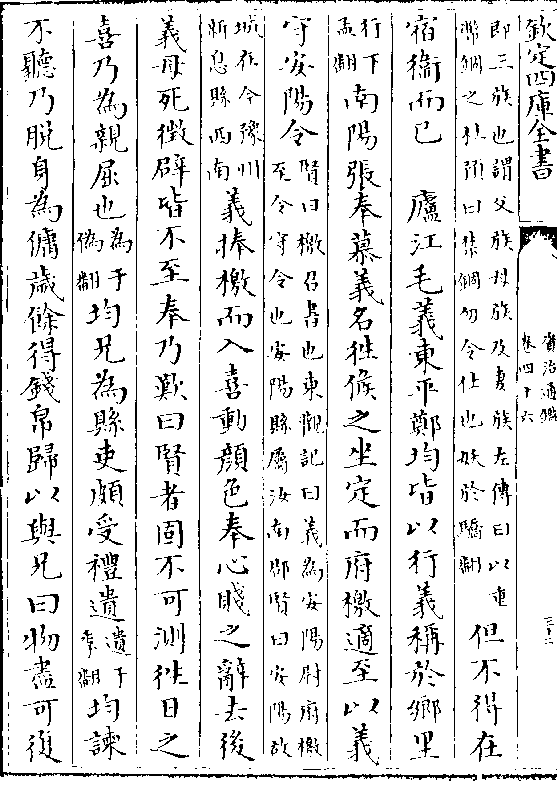 欽定四庫全書
資治通鑑
卷四十六
三十二
即三族也謂父族母族及妻族左傳曰以重
幣錮之杜預曰禁錮勿令仕也妖於驕翻
但不得在
宿衞而已　廬江毛義東平鄭均皆以行義稱於鄉里
行下
孟翻
南陽張奉慕義名往候之坐定而府檄適至以義
守安陽令
賢曰檄召書也東觀記曰義為安陽尉府檄
至令守令也安陽縣屬汝南郡賢曰安陽故
城在今豫州
新息縣西南
義捧檄而入喜動顔色奉心賤之辭去後
義母死徵辟皆不至奉乃歎曰賢者固不可測往日之
喜乃為親屈也
為于
偽翻
均兄為縣吏頗受禮遺
遺于
季翻
均諫
不聽乃脫身為傭歲餘得錢帛歸以與兄曰物盡可復